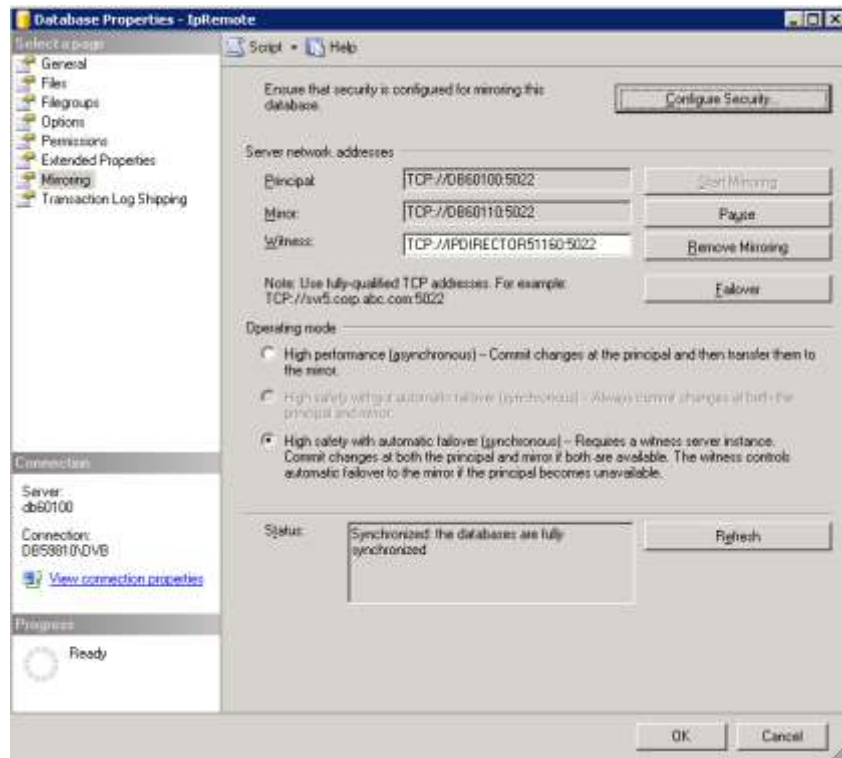 Database Properties - IpRemote
Select a page
General
Files
Filegroups
Options
Permissions
Extended Properties
Mirroring
Transaction Log Shipping
Script
Help
Ensure that security is configured for mirroring this
database.
Configure Security...
Server network addresses
Principal:
TCP://DB60100:5022
Start Mirroring
Mirror:
TCP://DB60110:5022
Pause
Witness:
TCP://IPDIRECTOR51160:5022
Remove Mirroring
Note: Use fully-qualified TCP addresses. For example:
TCP://svr5.corp.abc.com:5022
Failover
Operating mode
High performance (asynchronous) – Commit changes at the principal and then transfer them to
the mirror.
High safety without automatic failover (synchronous) – Always commit changes at both the
principal and mirror.
High safety with automatic failover (synchronous) – Requires a witness server instance.
Commit changes at both the principal and mirror if both are available. The witness controls
automatic failover to the mirror if the principal becomes unavailable.
Connection
Server:
db60100
Connection:
DB59810\DVB
View connection properties
Status:
Synchronized: the databases are fully
synchronized
Refresh
Progress
Ready
OK
Cancel